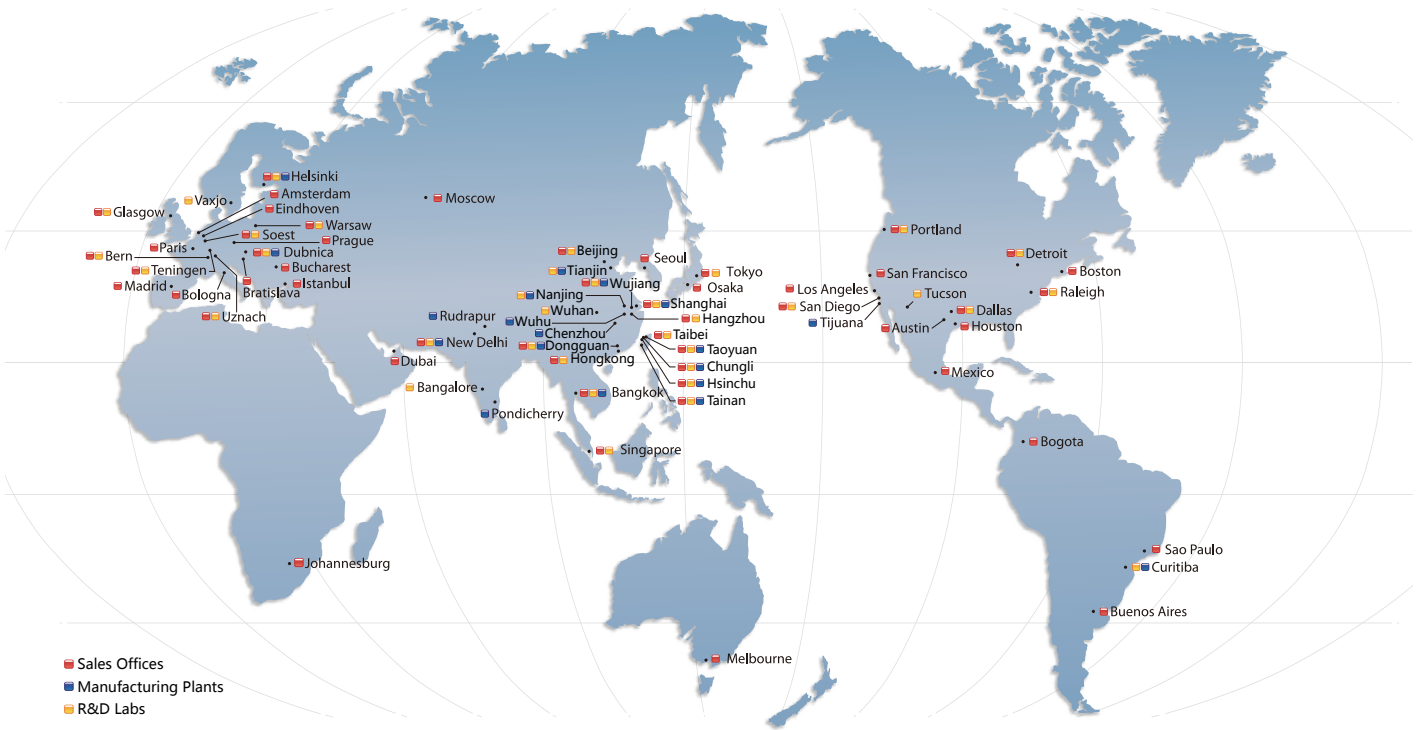 Helsinki
Amsterdam
Vaxjo
Eindhoven
Glasgow
Warsaw
Soest
Prague
Paris
Dubnica
Bern
Bucharest
Teningen
Istanbul
Madrid
Bologna
Bratislava
Uznach
Moscow
Beijing
Seoul
Tianjin
Tokyo
Wujiang
Osaka
Nanjing
Shanghai
Wuhan
Hangzhou
Rudrapur
Wuhu
Chenzhou
Taibei
New Delhi
Dongguan
Taoyuan
Hongkong
Dubai
Chungli
Hsinchu
Bangalore
Bangkok
Tainan
Pondicherry
Singapore
Portland
Detroit
San Francisco
Boston
Los Angeles
Tucson
Raleigh
San Diego
Dallas
Tijuana
Austin
Houston
Mexico
Bogota
Sao Paulo
Curitiba
Johannesburg
Buenos Aires
Melbourne
Sales Offices
Manufacturing Plants
R&D Labs